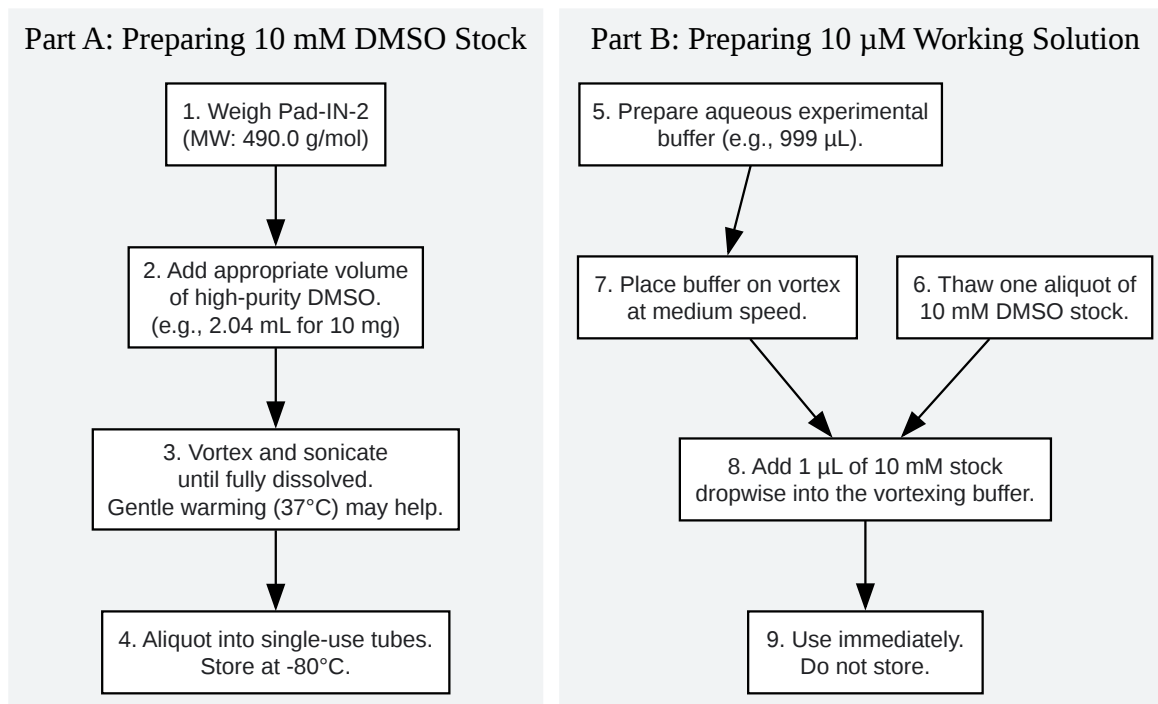 Part A: Preparing 10 mM DMSO Stock
1. Weigh Pad-IN-2
(MW: 490.0 g/mol)
2. Add appropriate volume
of high-purity DMSO.
(e.g., 2.04 mL for 10 mg)
3. Vortex and sonicate
until fully dissolved.
Gentle warming (37°C) may help.
4. Aliquot into single-use tubes.
Store at -80°C.
Part B: Preparing 10 µM Working Solution
5. Prepare aqueous experimental
buffer (e.g., 999 µL).
7. Place buffer on vortex
at medium speed.
6. Thaw one aliquot of
10 mM DMSO stock.
8. Add 1 µL of 10 mM stock
dropwise into the vortexing buffer.
9. Use immediately.
Do not store.